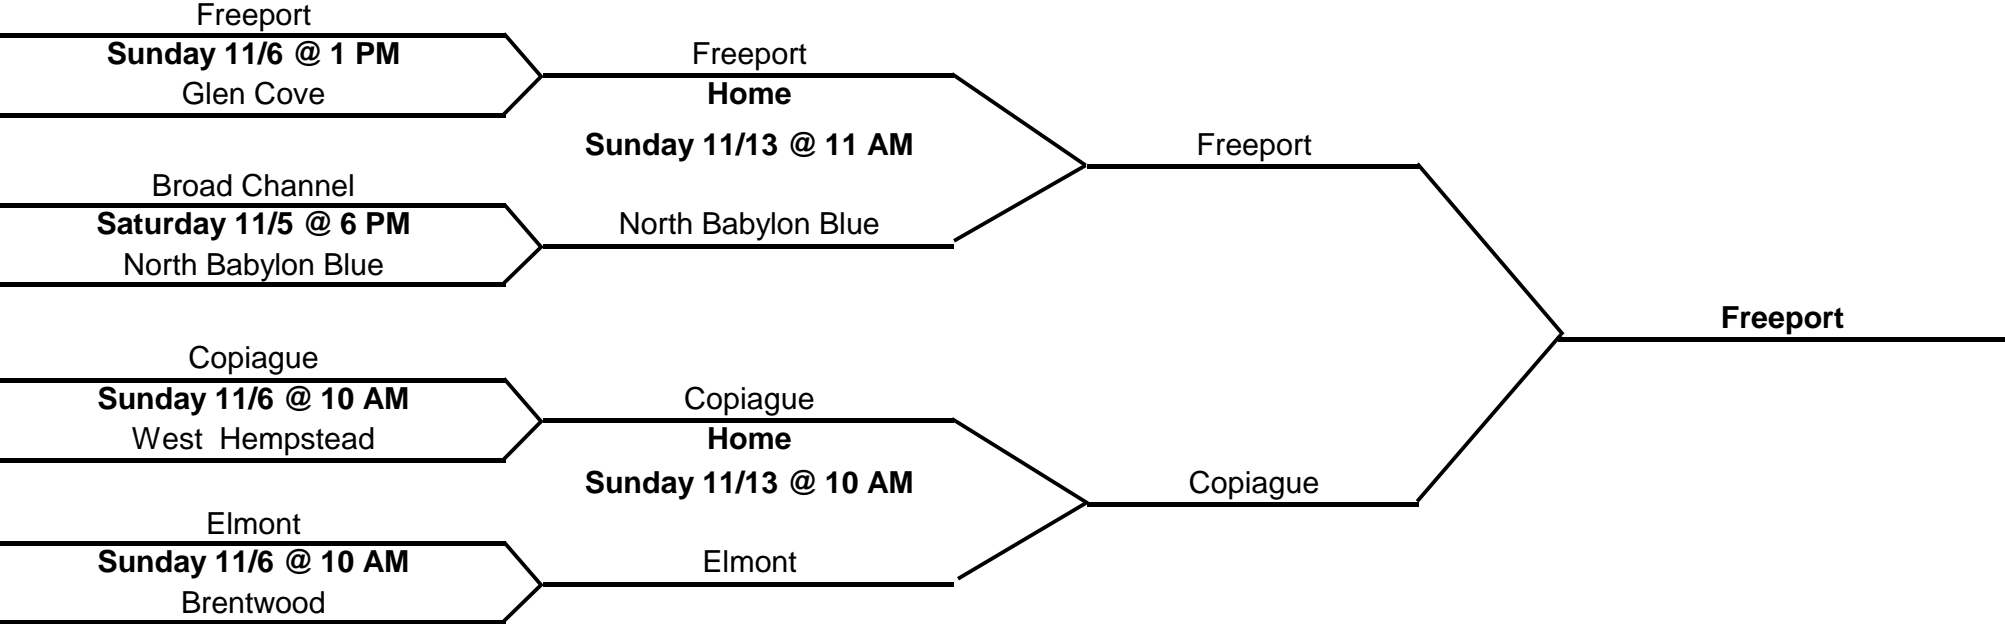 Freeport
Sunday 11/6 @ 1 PM
Glen Cove
Broad Channel
Saturday 11/5 @ 6 PM
North Babylon Blue
Copiague
Sunday 11/6 @ 10 AM
West  Hempstead
Elmont
Sunday 11/6 @ 10 AM
Brentwood
Freeport
Home
Sunday 11/13 @ 11 AM
North Babylon Blue
Copiague
Home
Sunday 11/13 @ 10 AM
Elmont
Freeport
Copiague
Freeport